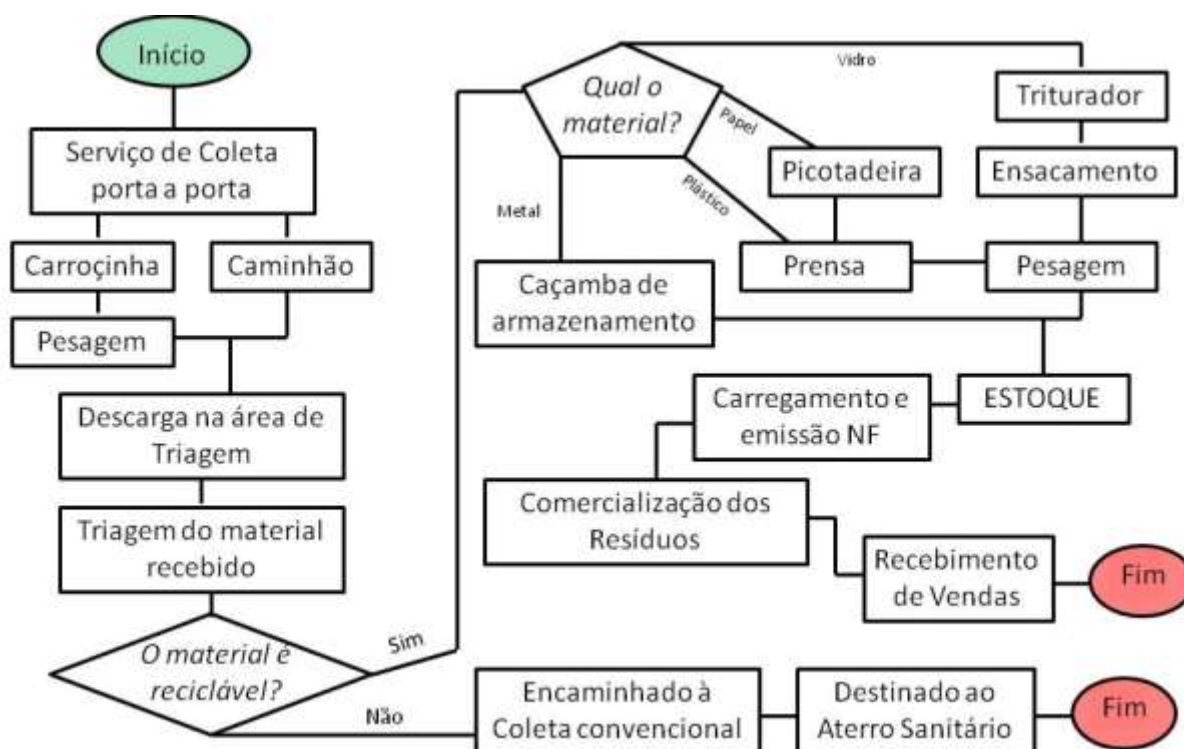 Início
Serviço de Coleta
porta a porta
Carroçinha
Caminhão
Pesagem
Descarga na área de
Triagem
Triagem do material
recebido
O material é
reciclável?
Sim
Não
Qual o
material?
Vidro
Papel
Plástico
Metal
Triturador
Picotadeira
Ensacamento
Prensa
Pesagem
Caçamba de
armazenamento
ESTOQUE
Carregamento e
emissão NF
Comercialização dos
Resíduos
Recebimento
de Vendas
Fim
Encaminhado à
Coleta convencional
Destinado ao
Aterro Sanitário
Fim